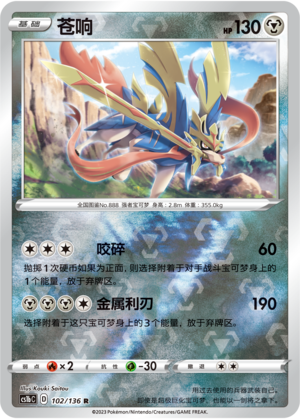 基础 苍响 HP 130
全国图鉴No.888 强者宝可梦 身高：2.8m 体重：355.0kg
咬碎 60
抛掷1次硬币如果为正面，则选择附着于对手战斗宝可梦身上的
1个能量，放于弃牌区。
金属利刃 190
选择附着于这只宝可梦身上的2个能量，放于弃牌区。
弱点 ×2 抗性 -30 撤退
Illus. Kouki Saitou
CS1bC D 102/136 R
©2023 Pokémon/Nintendo/Creatures/GAME FREAK.